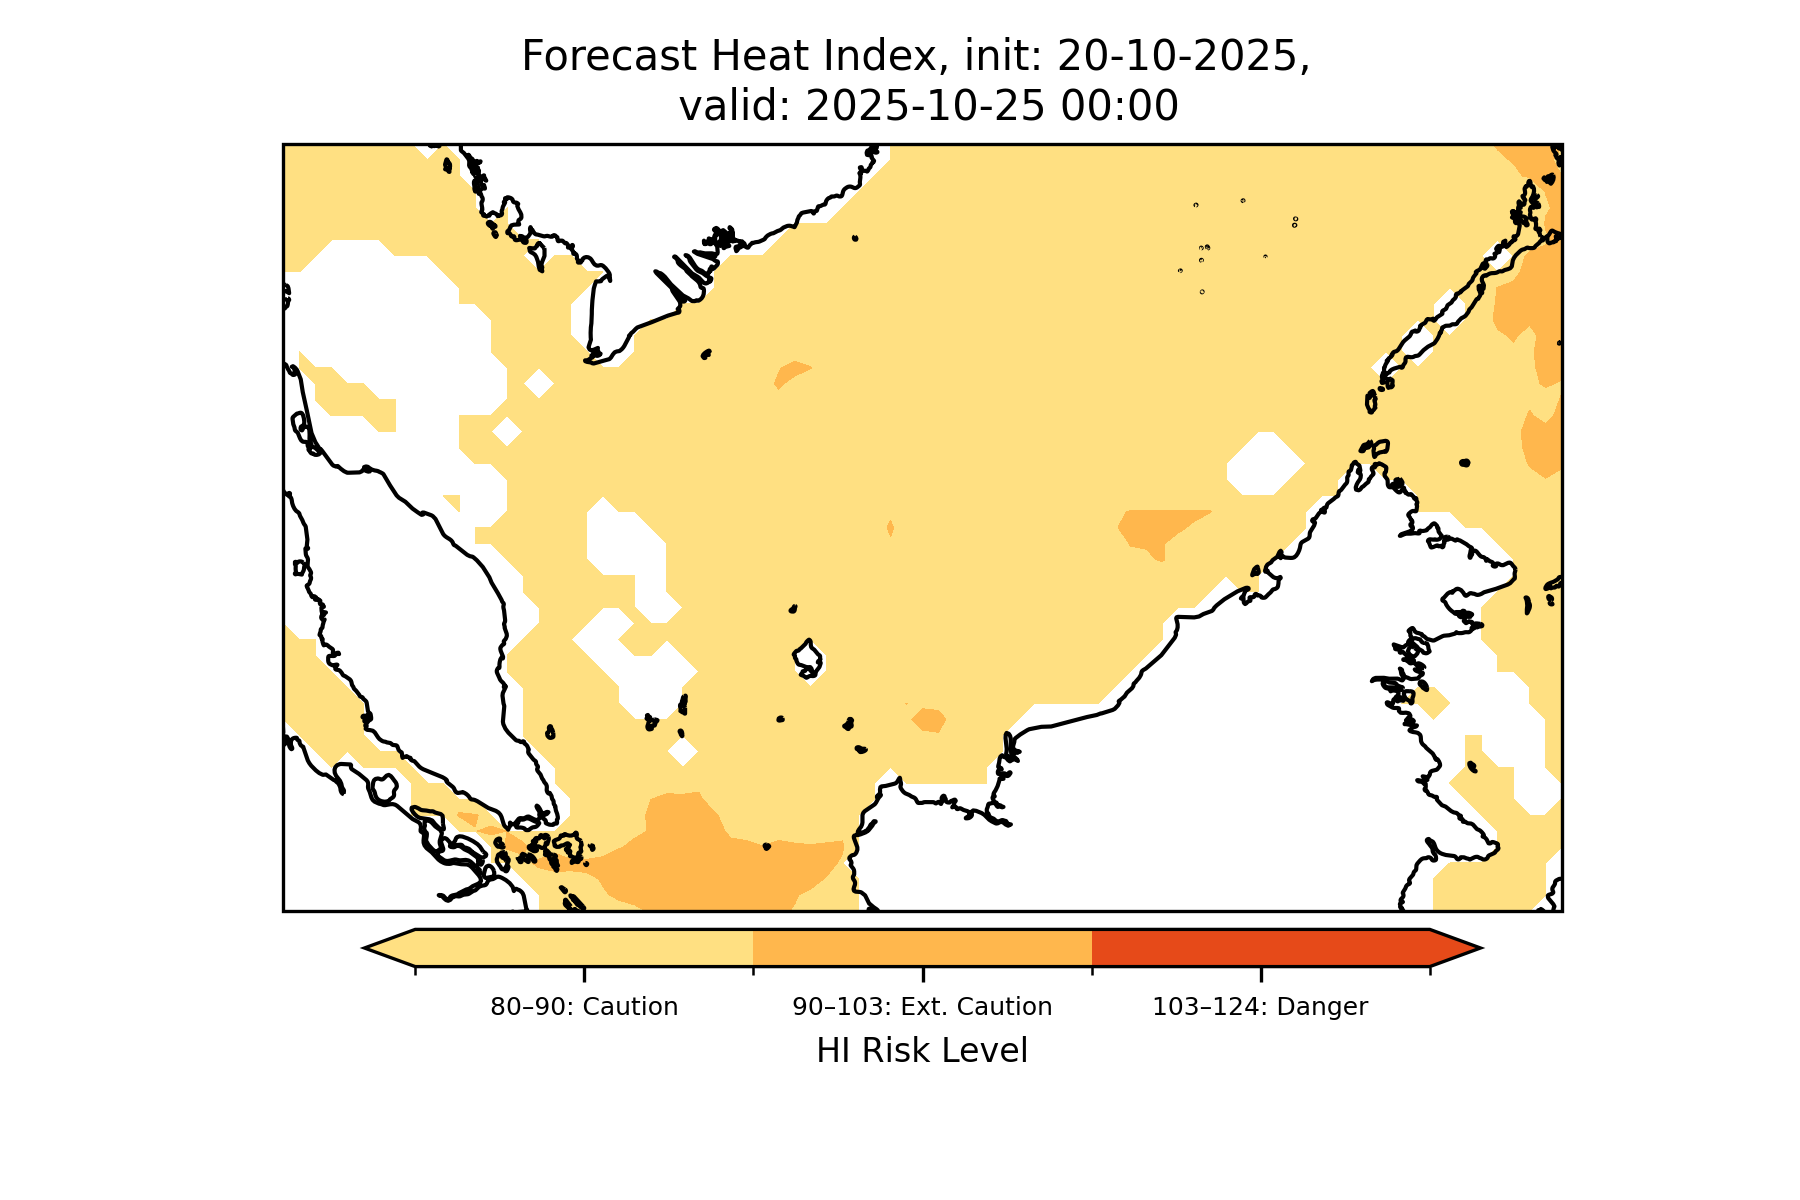 Forecast Heat Index, init: 20-10-2025,
valid: 2025-10-25 00:00
80–90: Caution
90–103: Ext. Caution
103–124: Danger
HI Risk Level